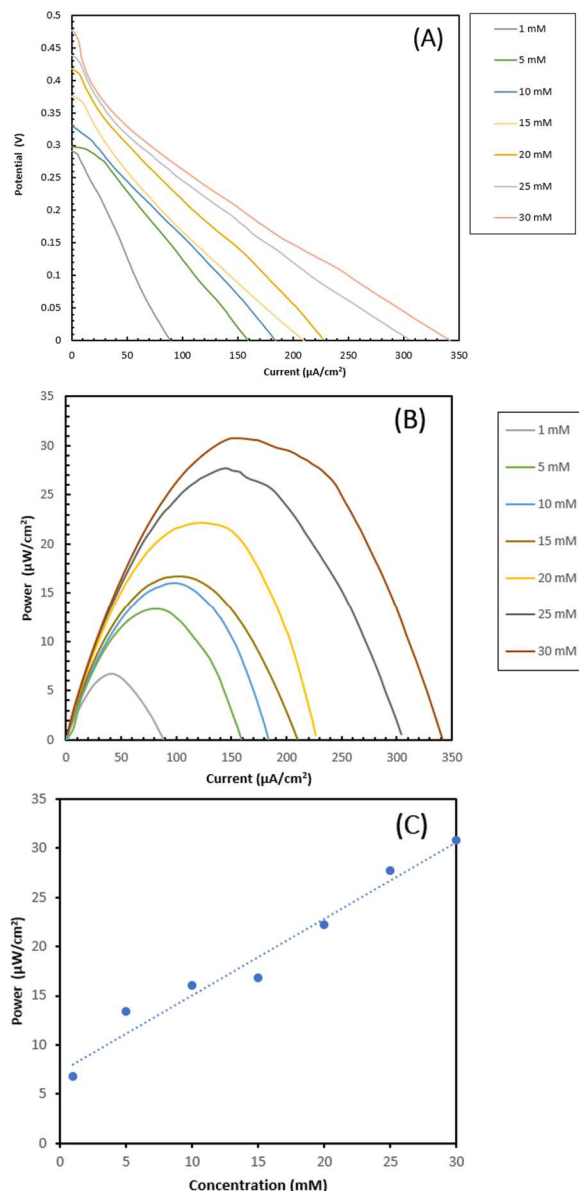 (A)
0.5
0.45
0.4
0.35
0.3
0.25
0.2
0.15
0.1
0.05
0
Potential (V)
0 50 100 150 200 250 300 350
Current (µA/cm²)
1 mM
5 mM
10 mM
15 mM
20 mM
25 mM
30 mM
(B)
35
30
25
20
15
10
5
0
Power (µW/cm²)
0 50 100 150 200 250 300 350
Current (µA/cm²)
1 mM
5 mM
10 mM
15 mM
20 mM
25 mM
30 mM
(C)
35
30
25
20
15
10
5
0
Power (µW/cm²)
0 5 10 15 20 25 30
Concentration (mM)